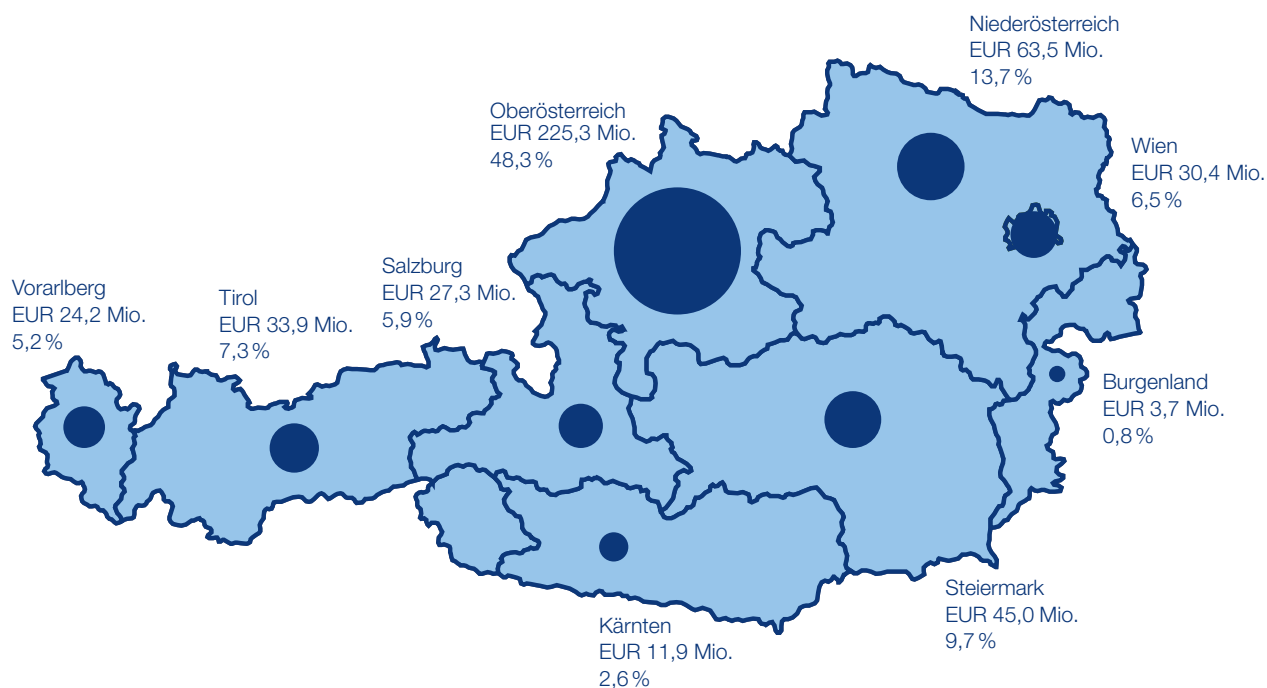 Niederösterreich
EUR 63,5 Mio.
13,7 %
Oberösterreich
EUR 225,3 Mio.
48,3 %
Wien
EUR 30,4 Mio.
6,5 %
Salzburg
EUR 27,3 Mio.
5,9 %
Vorarlberg
EUR 24,2 Mio.
5,2 %
Tirol
EUR 33,9 Mio.
7,3 %
Burgenland
EUR 3,7 Mio.
0,8 %
Steiermark
EUR 45,0 Mio.
9,7 %
Kärnten
EUR 11,9 Mio.
2,6 %